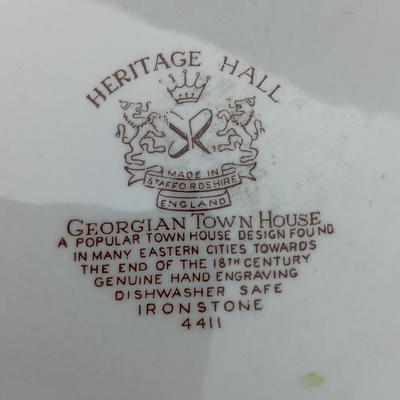 HERITAGE HALL
MADE IN
STAFFORDSHIRE
ENGLAND
GEORGIAN TOWN HOUSE
A POPULAR TOWN HOUSE DESIGN FOUND
IN MANY EASTERN CITIES TOWARDS
THE END OF THE 18TH CENTURY
GENUINE HAND ENGRAVING
DISHWASHER SAFE
IRONSTONE
4411